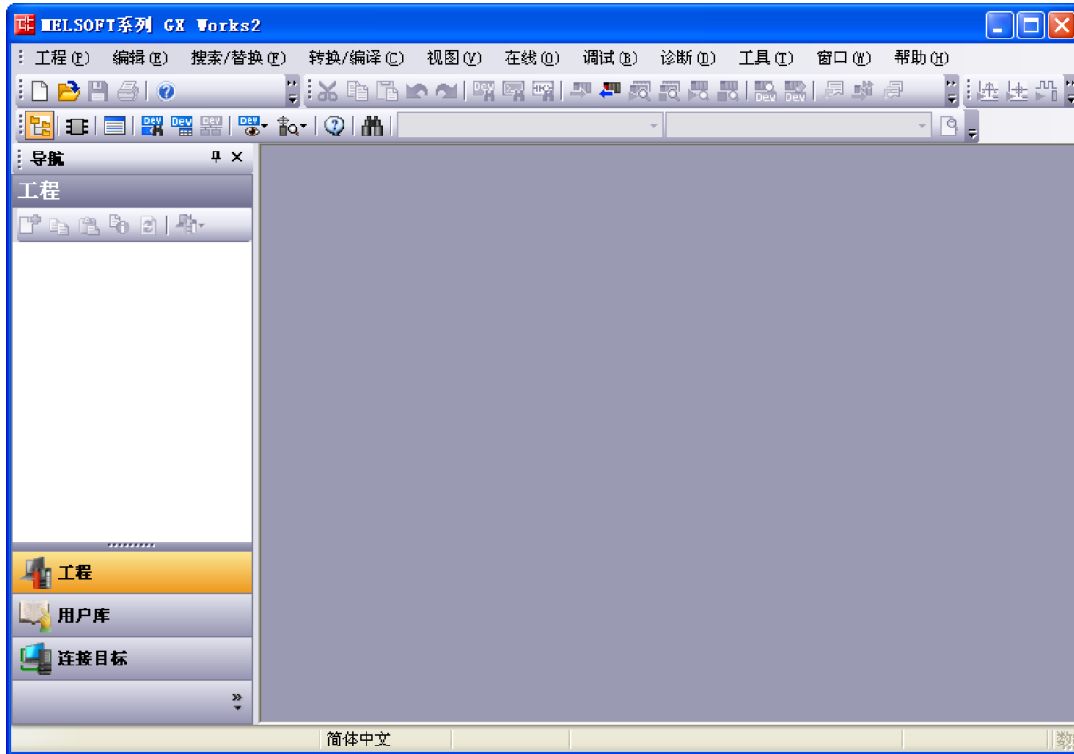 MELSOFT系列 GX Works2
工程(P) 编辑(E) 搜索/替换(F) 转换/编译(C) 视图(V) 在线(O) 调试(B) 诊断(D) 工具(T) 窗口(W) 帮助(H)
导航
工程
工程
用户库
连接目标
简体中文